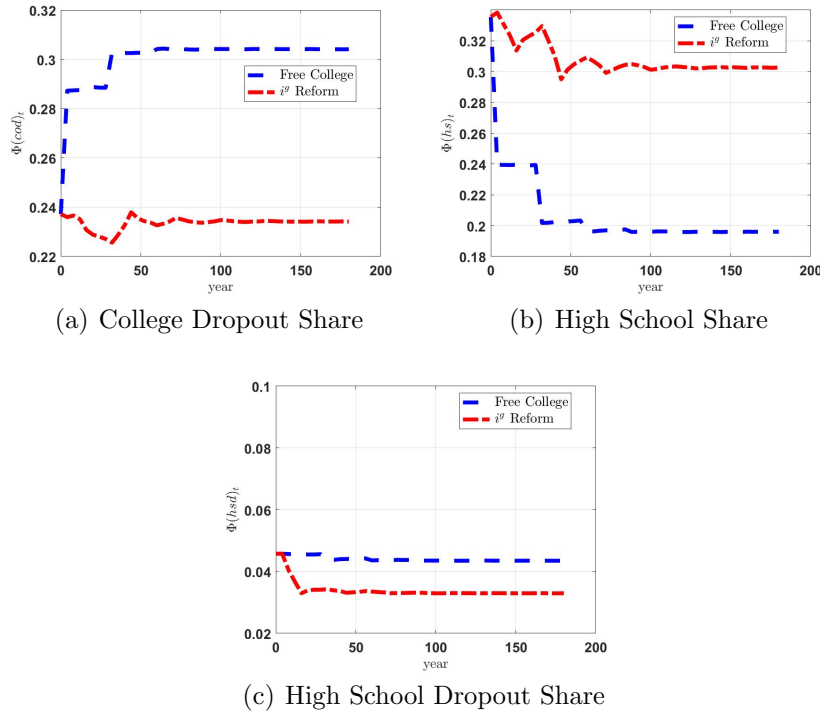 0.32
0.3
0.28
0.26
0.24
0.22
Φ(cod)_t
0 50 100 150 200
year
Free College
i^g Reform
(a) College Dropout Share
0.32
0.3
0.28
0.26
0.24
0.22
0.2
0.18
Φ(hs)_t
0 50 100 150 200
year
Free College
i^g Reform
(b) High School Share
0.1
0.08
0.06
0.04
0.02
Φ(hsd)_t
0 50 100 150 200
year
Free College
i^g Reform
(c) High School Dropout Share